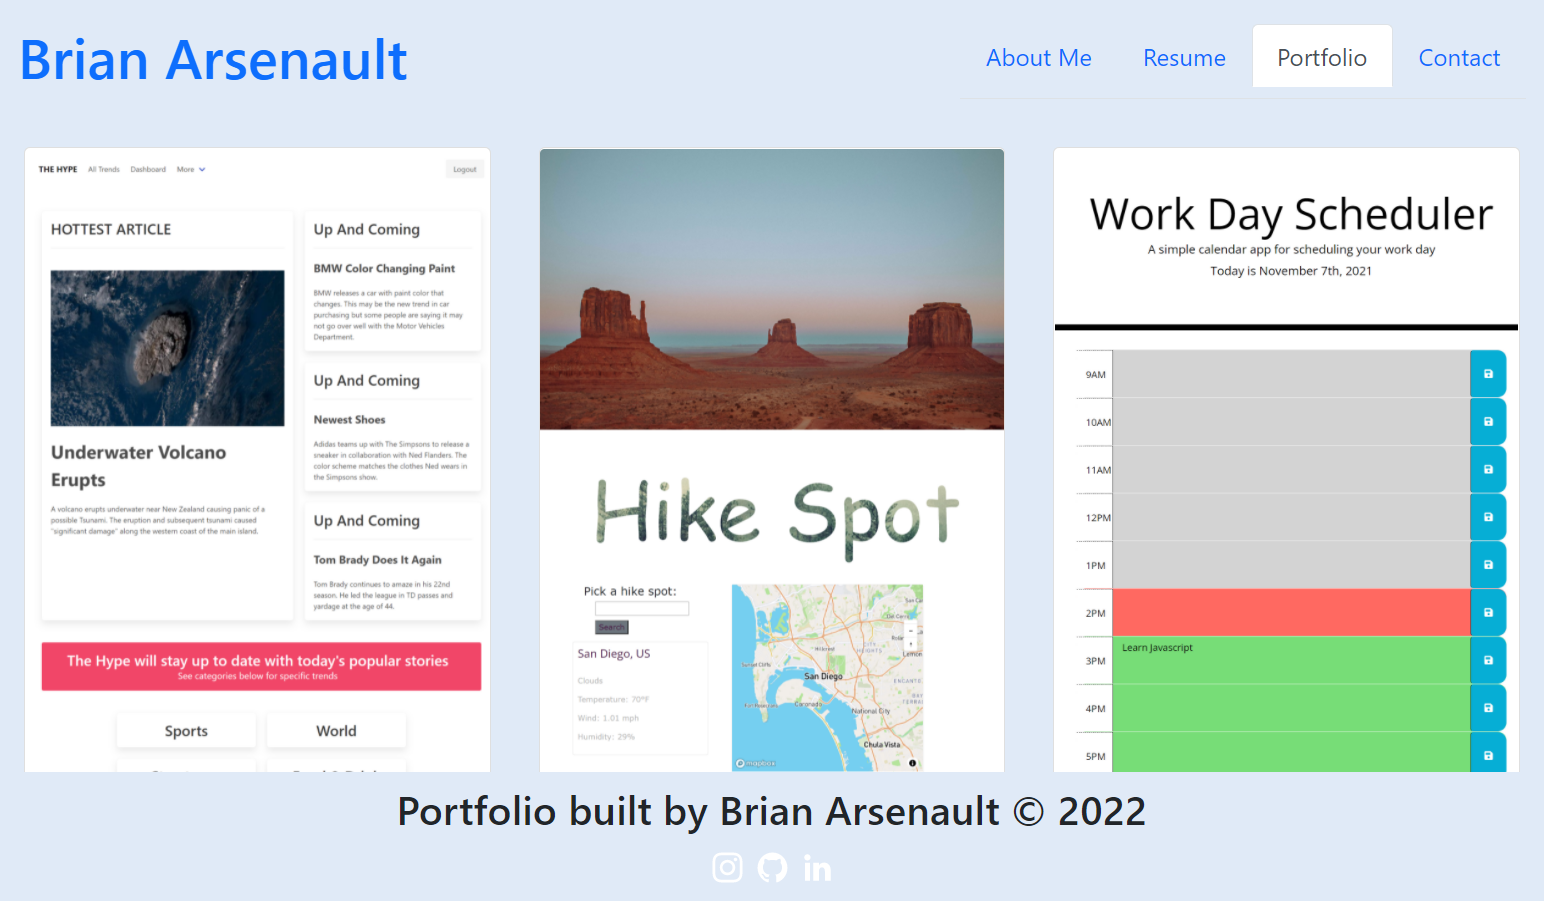 Brian Arsenault
About Me
Resume
Portfolio
Contact
THE HYPE
All Trends
Dashboard
More
Logout
HOTTEST ARTICLE
Underwater Volcano
Erupts
A volcano erupts underwater near New Zealand causing panic of a
possible Tsunami. The eruption and subsequent tsunami caused
"significant damage" along the western coast of the main island.
Up And Coming
BMW Color Changing Paint
BMW releases a car with paint color that
changes. This may be the new trend in car
purchasing but some people are saying it may
not go over well with the Motor Vehicles
Department.
Up And Coming
Newest Shoes
Adidas teams up with The Simpsons to release a
sneaker in collaboration with Ned Flanders. The
color scheme matches the clothes Ned wears in
the Simpsons show.
Up And Coming
Tom Brady Does It Again
Tom Brady continues to amaze in his 22nd
season. He led the league in TD passes and
yardage at the age of 44.
The Hype will stay up to date with today's popular stories
See categories below for specific trends
Sports
World
Hike Spot
Pick a hike spot:
Search
San Diego, US
Clouds
Temperature: 70°F
Wind: 1.01 mph
Humidity: 29%
San Diego
Coronado
National City
Chula Vista
mapbox
Work Day Scheduler
A simple calendar app for scheduling your work day
Today is November 7th, 2021
9AM
10AM
11AM
12PM
1PM
2PM
3PM
Learn Javascript
4PM
5PM
Portfolio built by Brian Arsenault © 2022